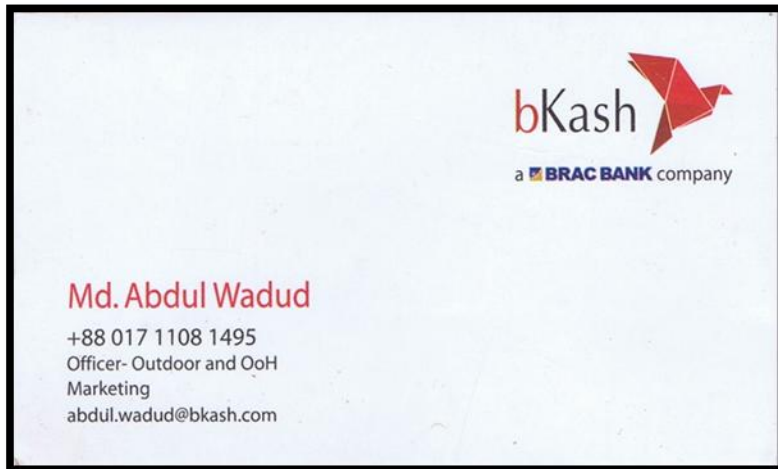 bKash
a BRAC BANK company
Md. Abdul Wadud
+88 017 1108 1495
Officer- Outdoor and OoH
Marketing
abdul.wadud@bkash.com